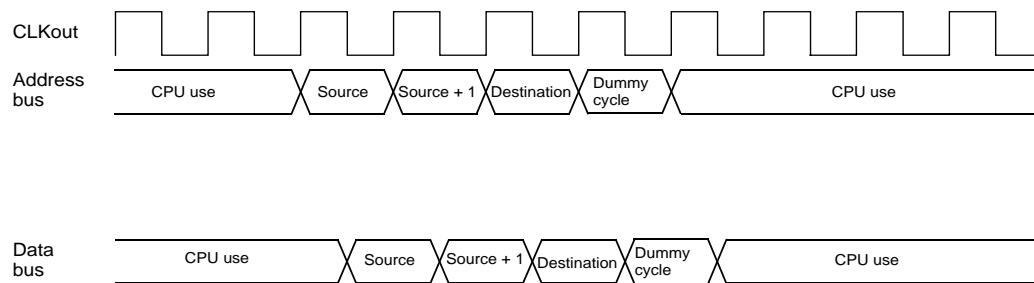 CLKout
Address
bus
CPU use
Source
Source + 1
Destination
Dummy
cycle
CPU use
Data
bus
CPU use
Source
Source + 1
Destination
Dummy
cycle
CPU use